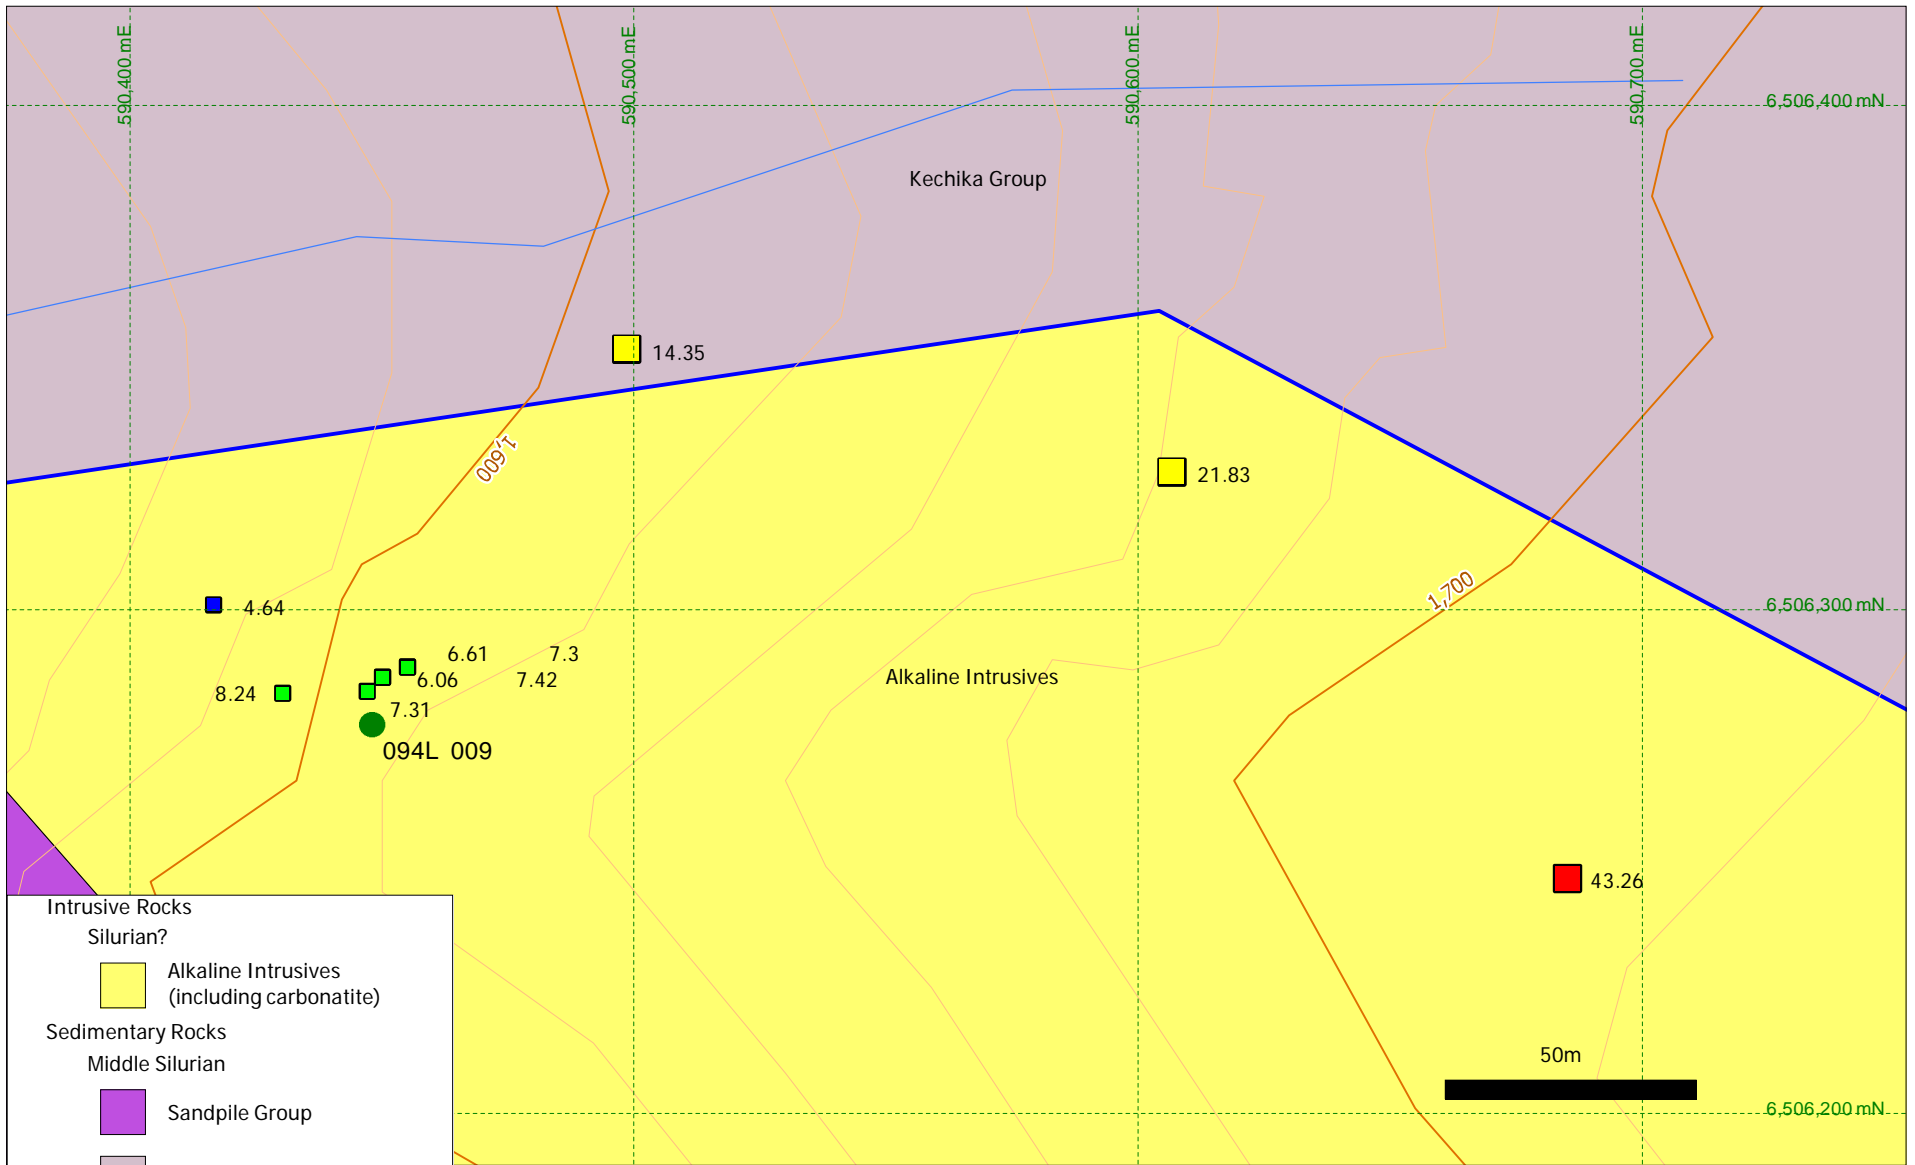 590,400 mE
590,500 mE
590,600 mE
590,700 mE
6,506,400 mN
Kechika Group
14.35
1,600
21.83
1,700
6,506,300 mN
4.64
6.61
7.3
6.06
7.42
8.24
7.31
094L 009
Alkaline Intrusives
43.26
50m
6,506,200 mN
Intrusive Rocks
Silurian?
Alkaline Intrusives
(including carbonatite)
Sedimentary Rocks
Middle Silurian
Sandpile Group